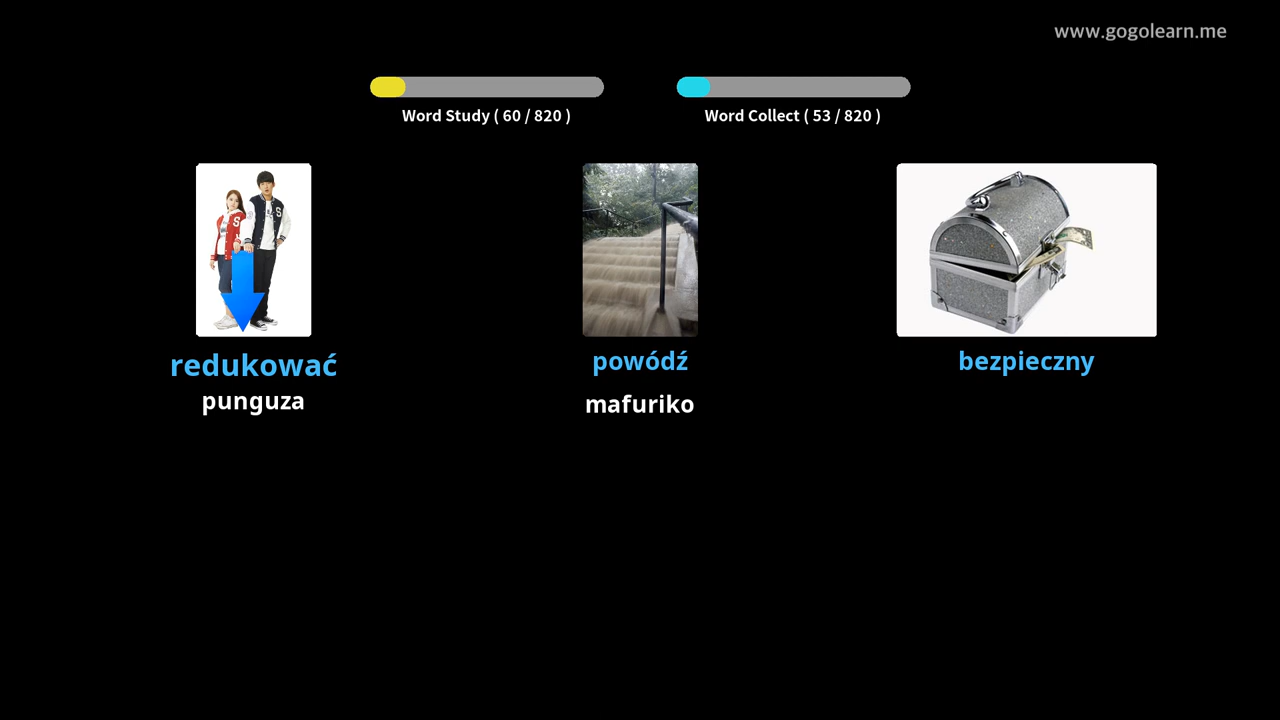 www.gogolearn.me
Word Study ( 60 / 820 )
Word Collect ( 53 / 820 )
redukować
punguza
powódź
mafuriko
bezpieczny